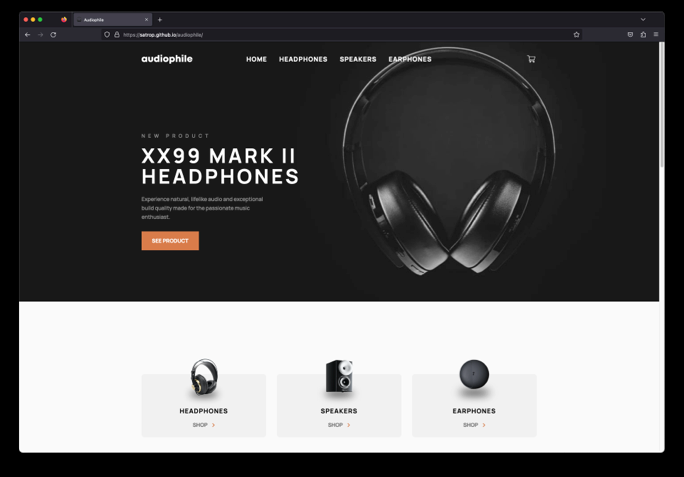 Audiophile
https://satrop.github.io/audiophile/
audiophile HOME HEADPHONES SPEAKERS EARPHONES
NEW PRODUCT
XX99 MARK II
HEADPHONES
Experience natural, lifelike audio and exceptional
build quality made for the passionate music
enthusiast.
SEE PRODUCT
HEADPHONES SPEAKERS EARPHONES
SHOP SHOP SHOP